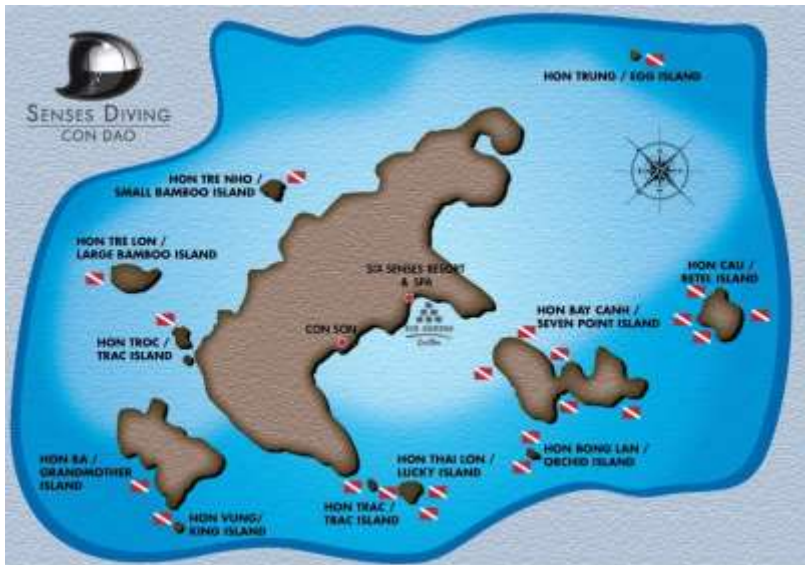 SENSES DIVING
CON DAO
HON TRUNG / EGG ISLAND
HON TRE NHO /
SMALL BAMBOO ISLAND
HON TRE LON /
LARGE BAMBOO ISLAND
SIX SENSES RESORT
& SPA
HON CAU /
BETEL ISLAND
HON BAY CANH /
SEVEN POINT ISLAND
SIX SENSES
CON SON
HON TROC /
TRAC ISLAND
HON BA /
GRANDMOTHER
ISLAND
HON THAI LON /
LUCKY ISLAND
HON BONG LAN /
ORCHID ISLAND
HON TRAC /
TRAC ISLAND
HON VUNG/
KING ISLAND